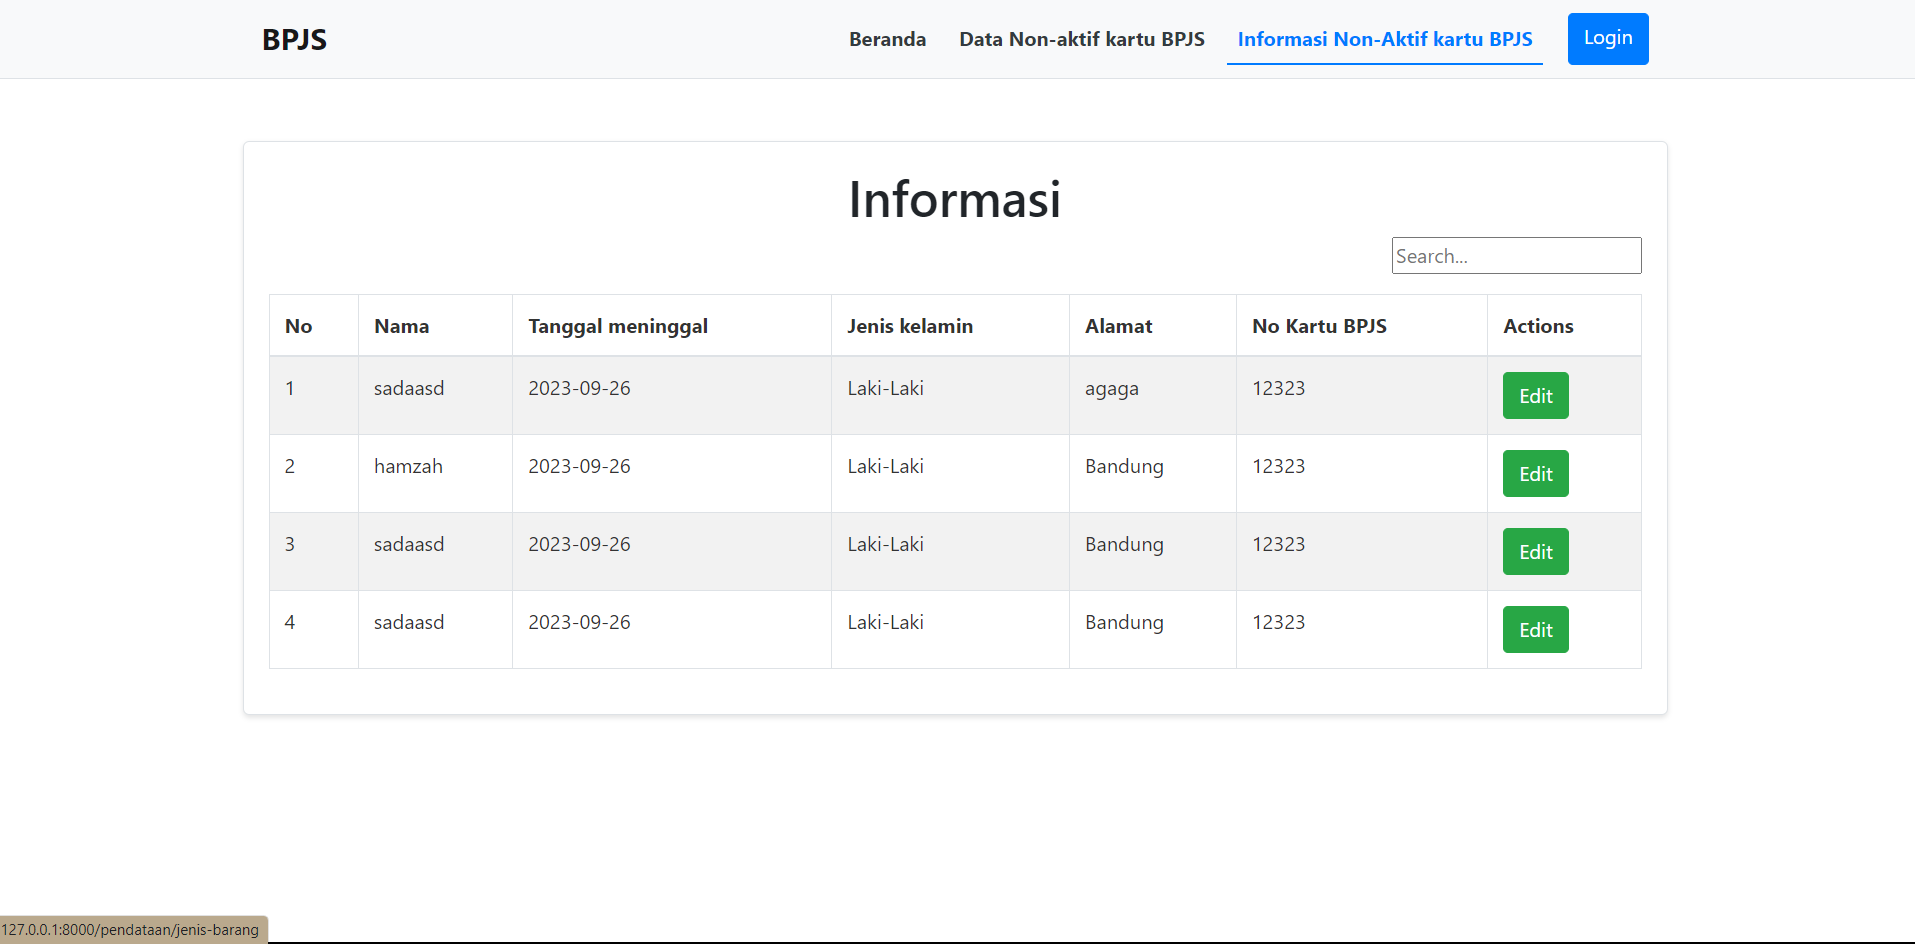 BPJS Beranda Data Non-aktif kartu BPJS Informasi Non-Aktif kartu BPJS Login
Informasi
Search...
No Nama Tanggal meninggal Jenis kelamin Alamat No Kartu BPJS Actions
1 sadaasd 2023-09-26 Laki-Laki agaga 12323 Edit
2 hamzah 2023-09-26 Laki-Laki Bandung 12323 Edit
3 sadaasd 2023-09-26 Laki-Laki Bandung 12323 Edit
4 sadaasd 2023-09-26 Laki-Laki Bandung 12323 Edit
127.0.0.1:8000/pendataan/jenis-barang